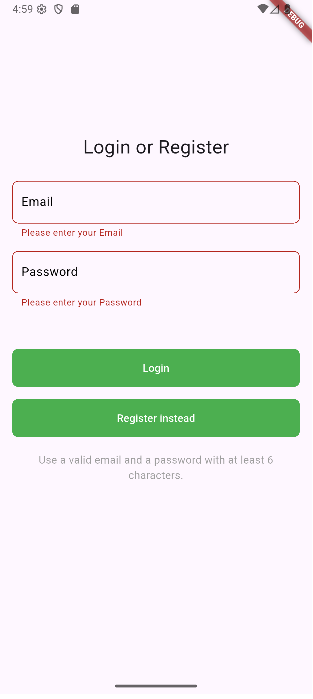 4:59
DEBUG
Login or Register
Email
Please enter your Email
Password
Please enter your Password
Login
Register instead
Use a valid email and a password with at least 6
characters.